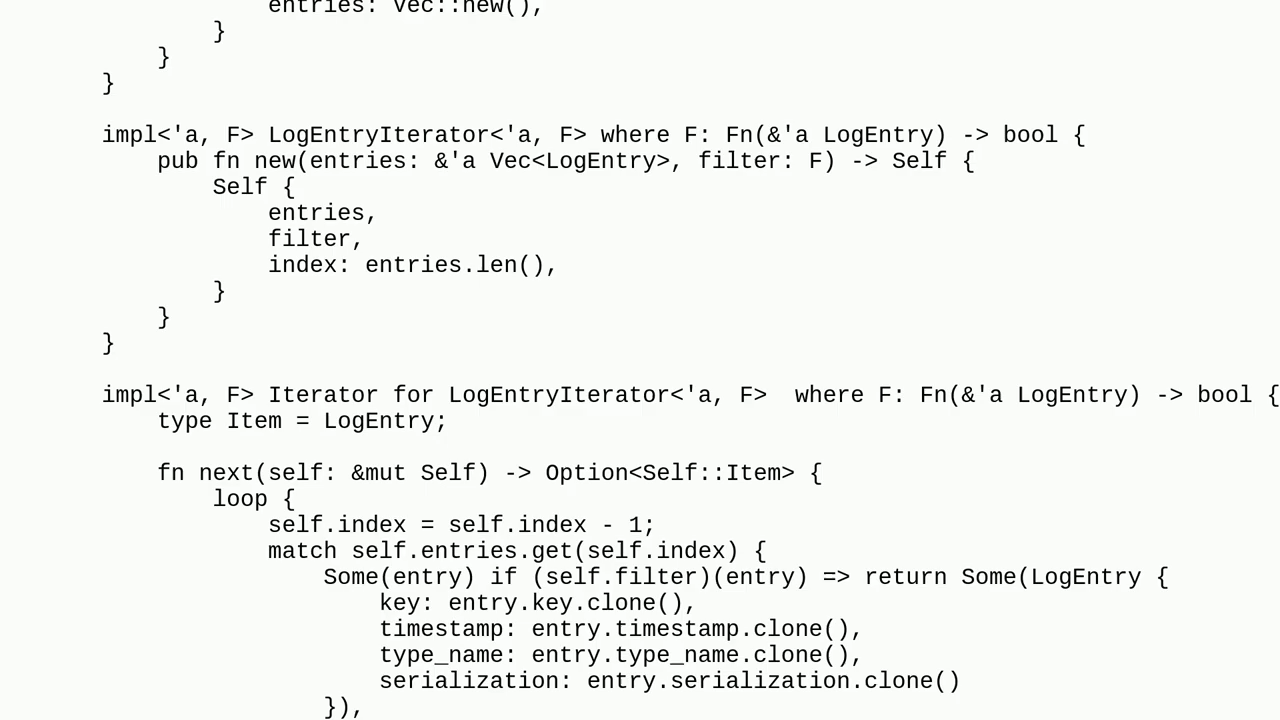 entries: Vec::new(),
}
}
}
impl<'a, F> LogEntryIterator<'a, F> where F: Fn(&'a LogEntry) -> bool {
pub fn new(entries: &'a Vec<LogEntry>, filter: F) -> Self {
Self {
entries,
filter,
index: entries.len(),
}
}
}
impl<'a, F> Iterator for LogEntryIterator<'a, F>  where F: Fn(&'a LogEntry) -> bool {
type Item = LogEntry;
fn next(self: &mut Self) -> Option<Self::Item> {
loop {
self.index = self.index - 1;
match self.entries.get(self.index) {
Some(entry) if (self.filter)(entry) => return Some(LogEntry {
key: entry.key.clone(),
timestamp: entry.timestamp.clone(),
type_name: entry.type_name.clone(),
serialization: entry.serialization.clone()
}),